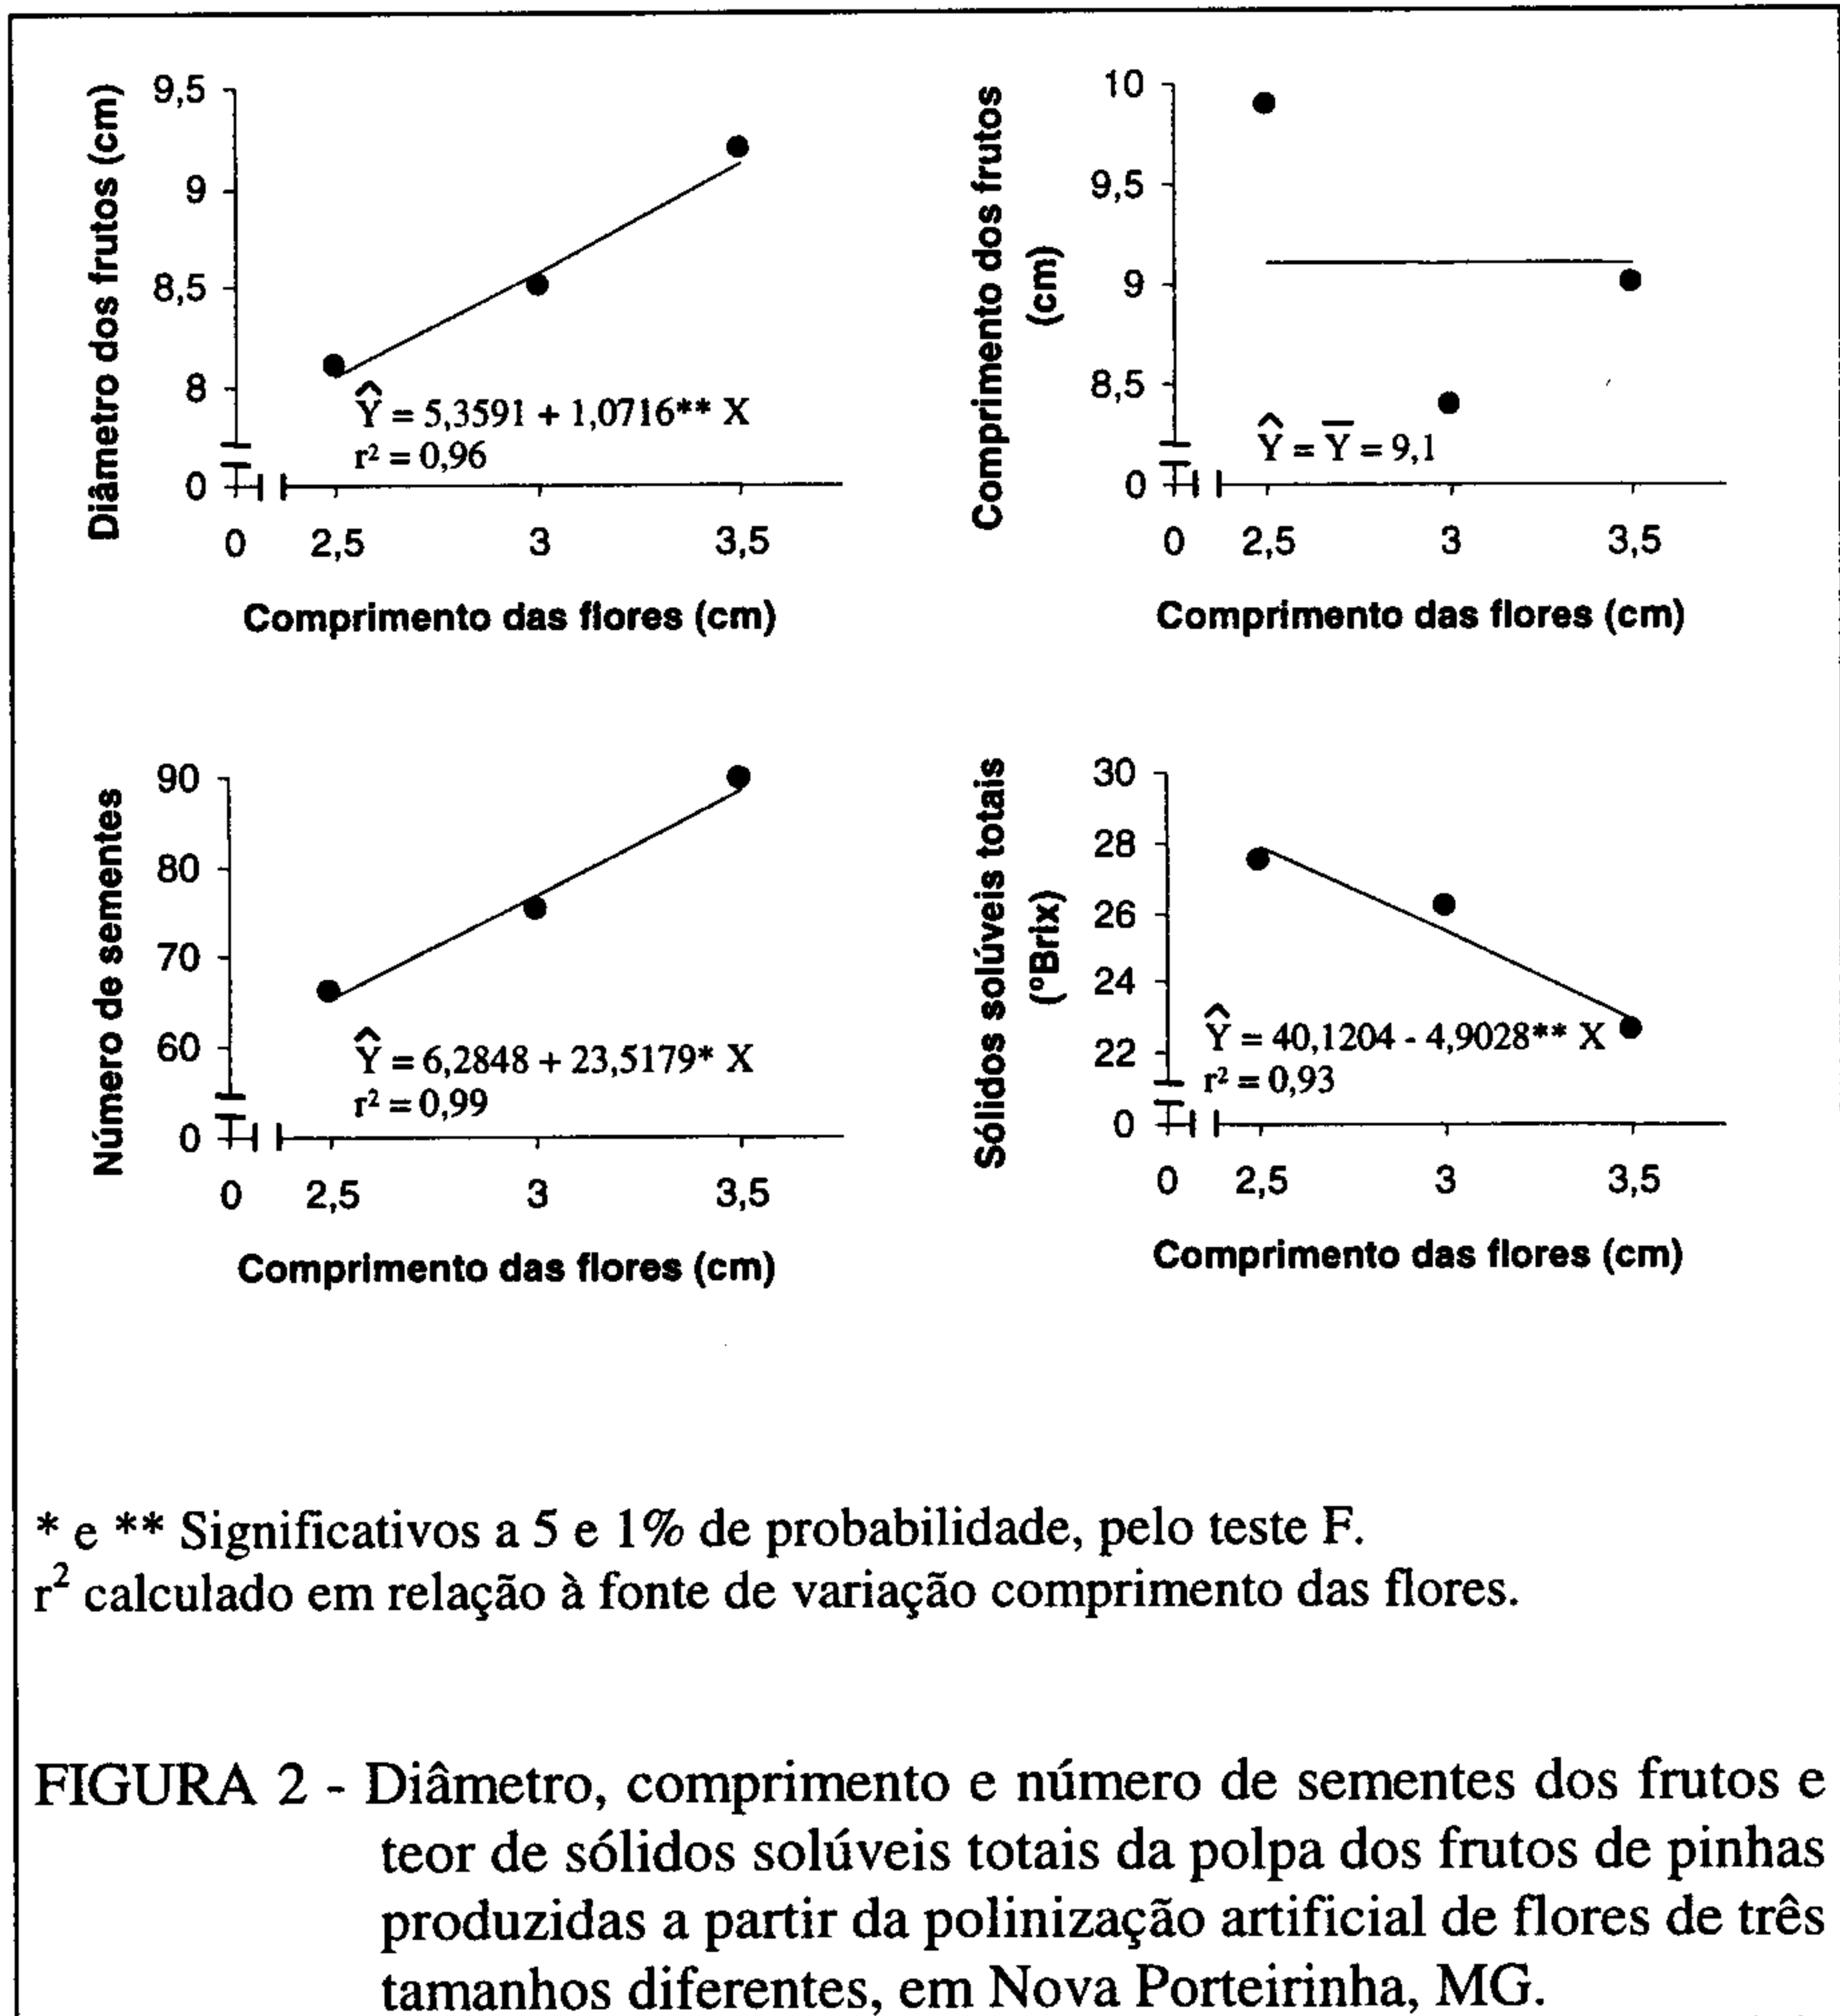 Diâmetro dos frutos (cm)
9,5
9
8,5
8
0
Ŷ = 5,3591 + 1,0716** X
r² = 0,96
0 2,5 3 3,5
Comprimento das flores (cm)
Comprimento dos frutos
(cm)
10
9,5
9
8,5
0
Ŷ = Y̅ = 9,1
0 2,5 3 3,5
Comprimento das flores (cm)
Número de sementes
90
80
70
60
0
Ŷ = 6,2848 + 23,5179* X
r² = 0,99
0 2,5 3 3,5
Comprimento das flores (cm)
Sólidos solúveis totais
(ºBrix)
30
28
26
24
22
0
Ŷ = 40,1204 - 4,9028** X
r² = 0,93
0 2,5 3 3,5
Comprimento das flores (cm)
* e ** Significativos a 5 e 1% de probabilidade, pelo teste F.
r² calculado em relação à fonte de variação comprimento das flores.
FIGURA 2 - Diâmetro, comprimento e número de sementes dos frutos e
teor de sólidos solúveis totais da polpa dos frutos de pinhas
produzidas a partir da polinização artificial de flores de três
tamanhos diferentes, em Nova Porteirinha, MG.